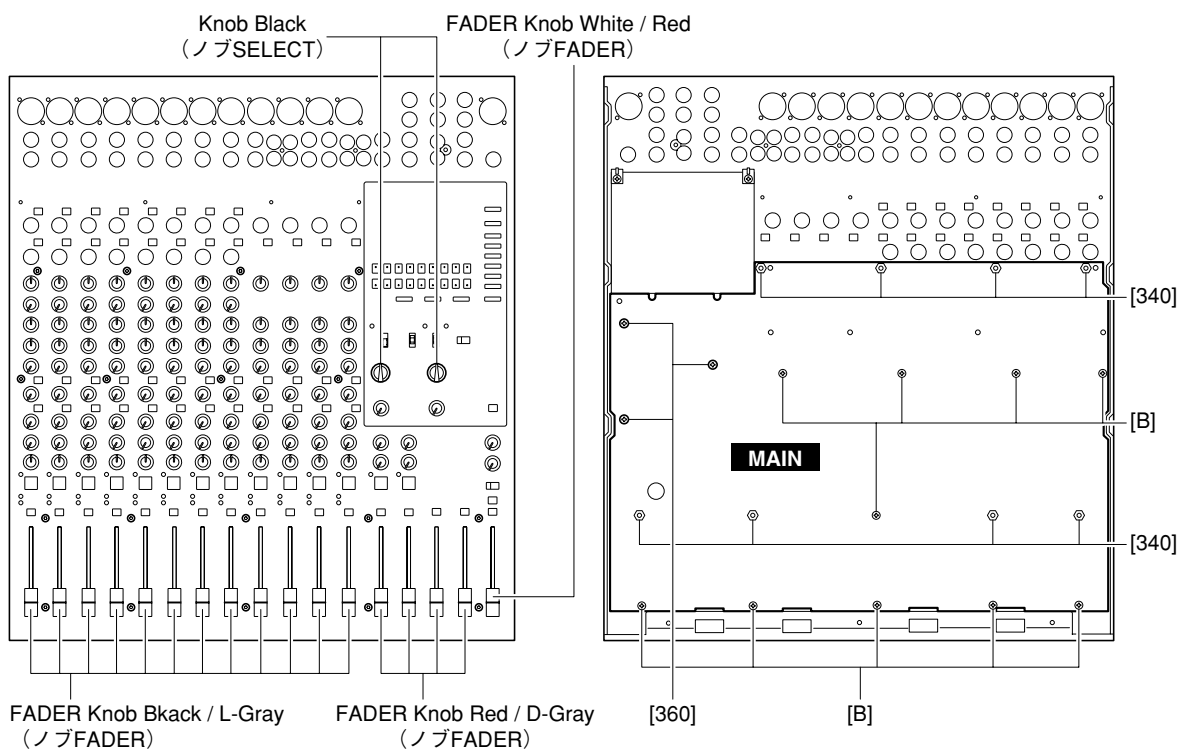 Knob Black
（ノブSELECT）
FADER Knob White / Red
（ノブFADER）
[340]
[B]
MAIN
[340]
FADER Knob Bkack / L-Gray
（ノブFADER）
FADER Knob Red / D-Gray
（ノブFADER）
[360]
[B]